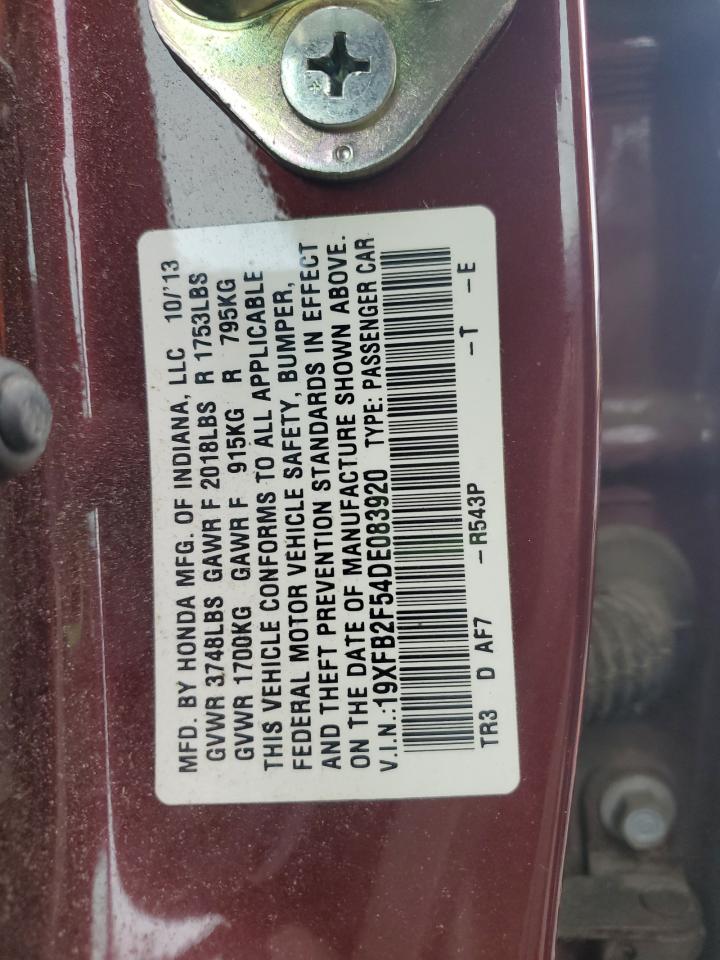 MFD. BY HONDA MFG. OF INDIANA, LLC 10/13
GVWR 3748LBS GAWR F 2018LBS R 1753LBS
GVWR 1700KG GAWR F 915KG R 795KG
THIS VEHICLE CONFORMS TO ALL APPLICABLE
FEDERAL MOTOR VEHICLE SAFETY, BUMPER,
AND THEFT PREVENTION STANDARDS IN EFFECT
ON THE DATE OF MANUFACTURE SHOWN ABOVE.
V.I.N.:19XFB2F54DE083920 TYPE: PASSENGER CAR
TR3 D AF7 -R543P -T -E